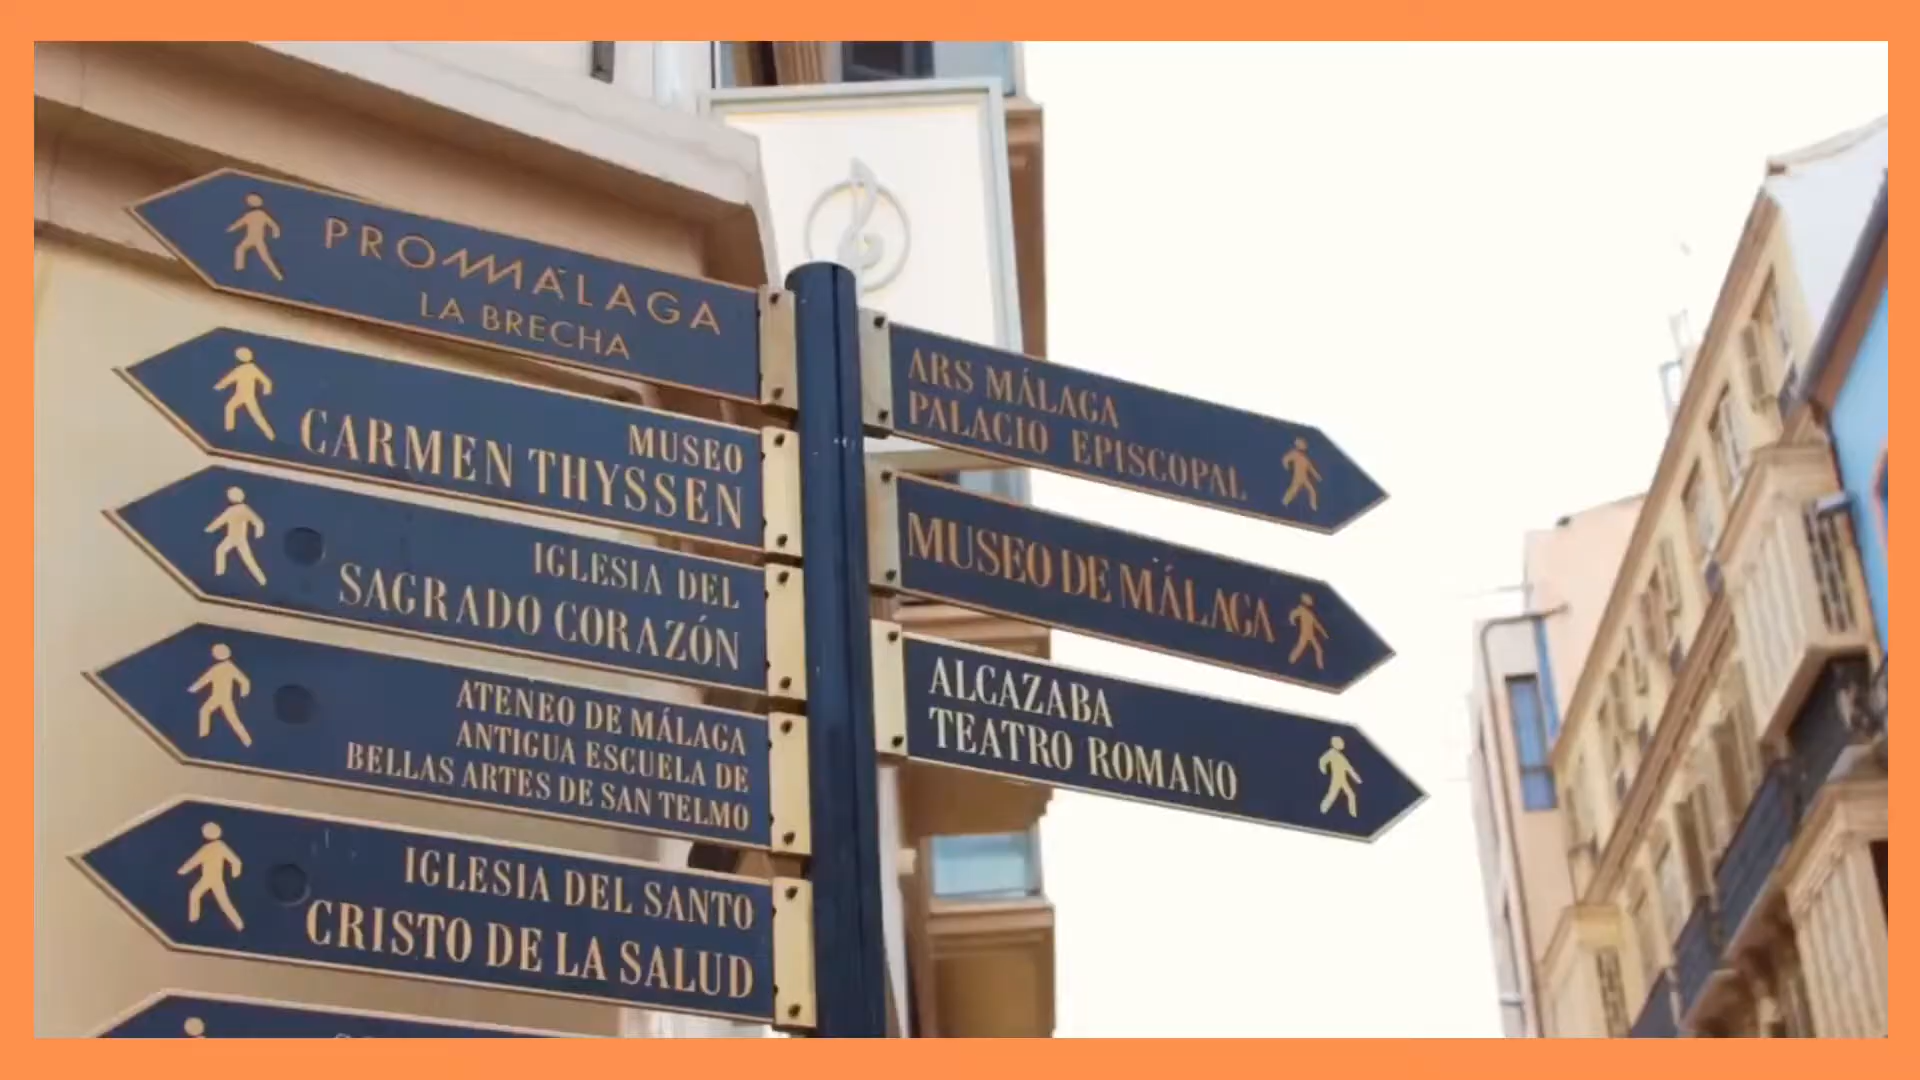 PROMÁLAGA
LA BRECHA
MUSEO
CARMEN THYSSEN
IGLESIA DEL
SAGRADO CORAZÓN
ATENEO DE MÁLAGA
ANTIGUA ESCUELA DE
BELLAS ARTES DE SAN TELMO
IGLESIA DEL SANTO
CRISTO DE LA SALUD
ARS MÁLAGA
PALACIO EPISCOPAL
MUSEO DE MÁLAGA
ALCAZABA
TEATRO ROMANO